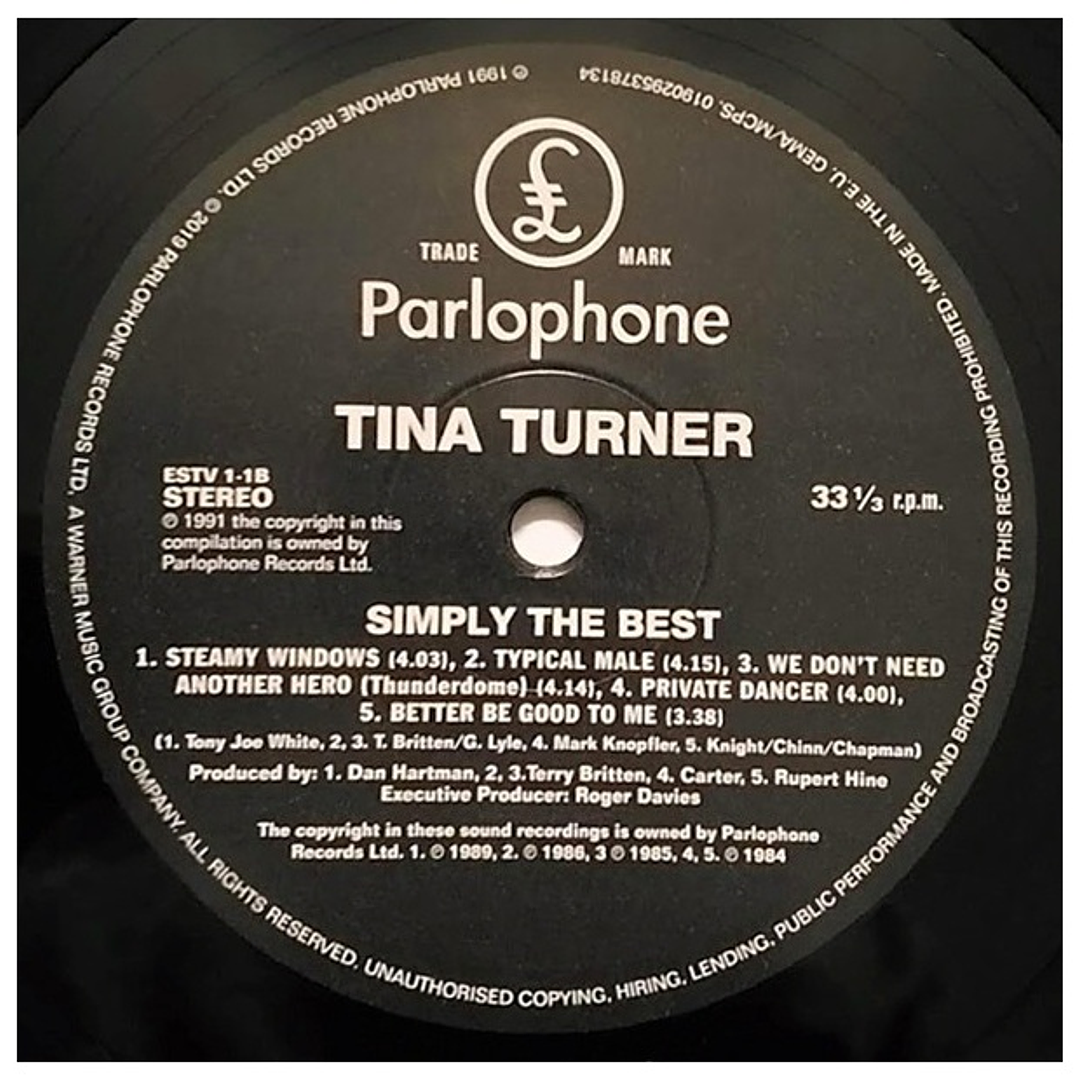 £
TRADE MARK
Parlophone
TINA TURNER
ESTV 1-1B
STEREO
℗ 1991 the copyright in this
compilation is owned by
Parlophone Records Ltd.
33 1/3 r.p.m.
SIMPLY THE BEST
1. STEAMY WINDOWS (4.03), 2. TYPICAL MALE (4.15), 3. WE DON'T NEED
ANOTHER HERO (Thunderdome) (4.14), 4. PRIVATE DANCER (4.00),
5. BETTER BE GOOD TO ME (3.38)
(1. Tony Joe White, 2, 3. T. Britten/G. Lyle, 4. Mark Knopfler, 5. Knight/Chinn/Chapman)
Produced by: 1. Dan Hartman, 2, 3.Terry Britten, 4. Carter, 5. Rupert Hine
Executive Producer: Roger Davies
The copyright in these sound recordings is owned by Parlophone
Records Ltd. 1. ℗ 1989, 2. ℗ 1986, 3 ℗ 1985, 4, 5. ℗ 1984
℗ 1991 PARLOPHONE RECORDS LTD. © 2019 PARLOPHONE RECORDS LTD, A WARNER MUSIC GROUP COMPANY. ALL RIGHTS RESERVED. UNAUTHORISED COPYING, HIRING, LENDING, PUBLIC PERFORMANCE AND BROADCASTING OF THIS RECORDING PROHIBITED. MADE IN THE E.U. GEMA/MCPS. 0190295378134